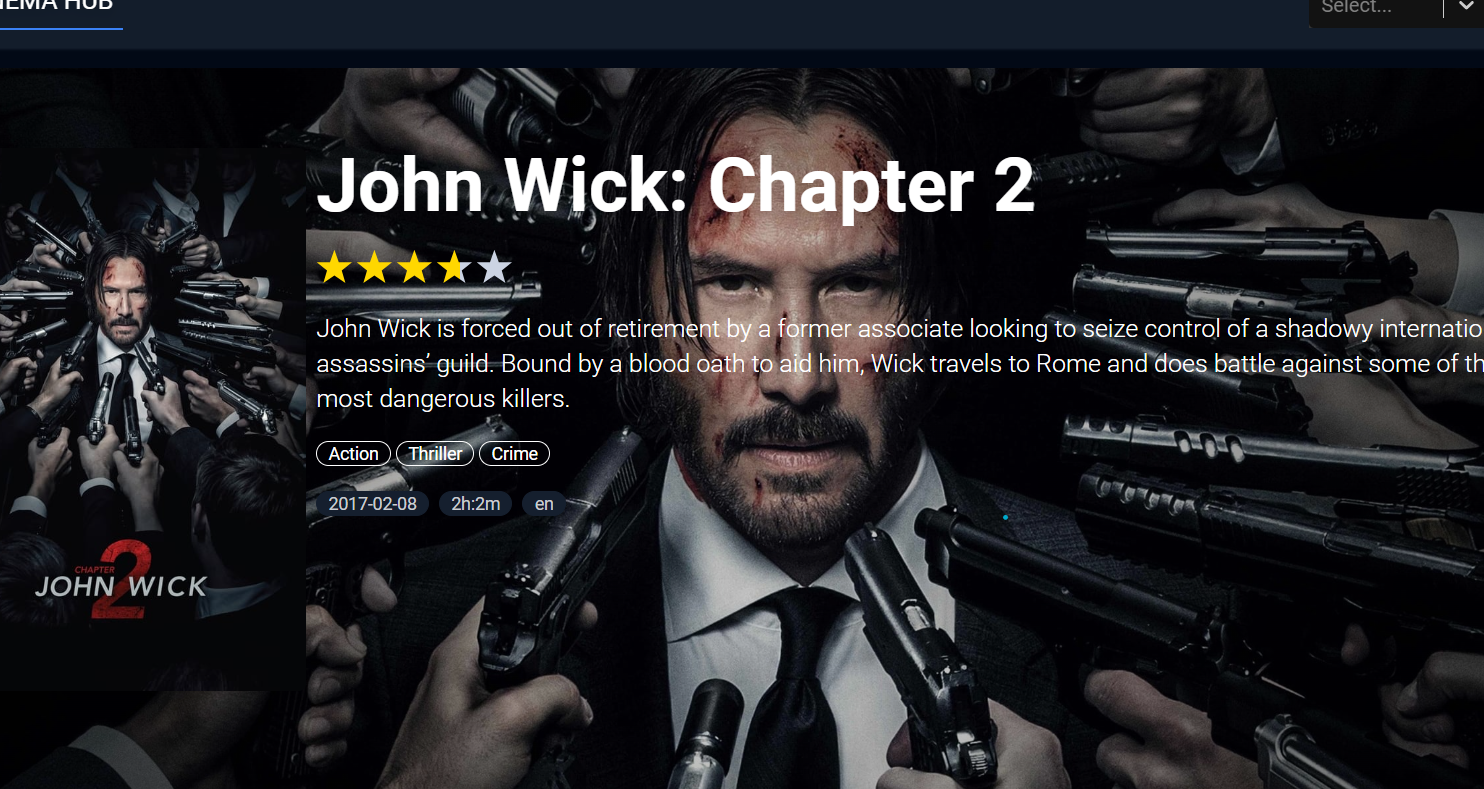 CINEMA HUB
Select...
John Wick: Chapter 2
John Wick is forced out of retirement by a former associate looking to seize control of a shadowy
assassins’ guild. Bound by a blood oath to aid him, Wick travels to Rome and does battle against some of
most dangerous killers.
Action Thriller Crime
2017-02-08 2h:2m en
CHAPTER
2
JOHN WICK